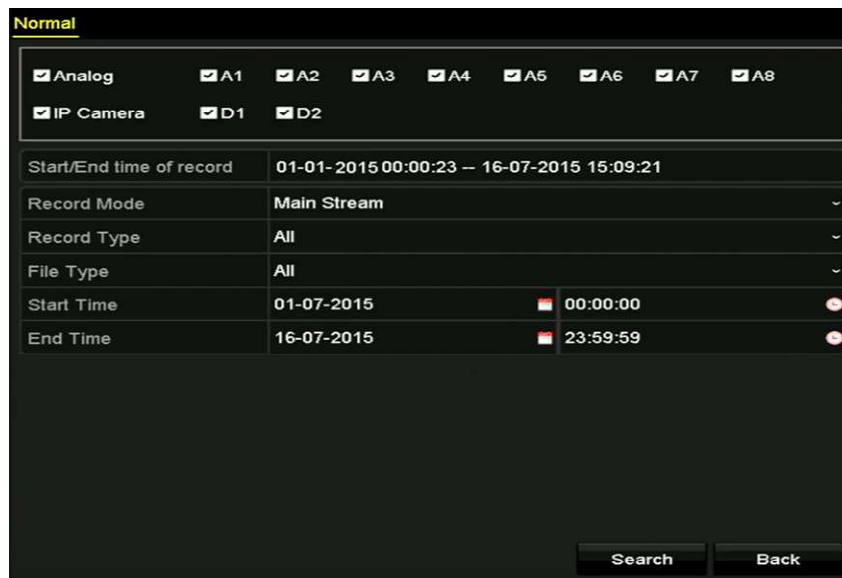 Normal
Analog A1 A2 A3 A4 A5 A6 A7 A8
IP Camera D1 D2
Start/End time of record 01-01-2015 00:00:23 -- 16-07-2015 15:09:21
Record Mode Main Stream
Record Type All
File Type All
Start Time 01-07-2015 00:00:00
End Time 16-07-2015 23:59:59
Search Back